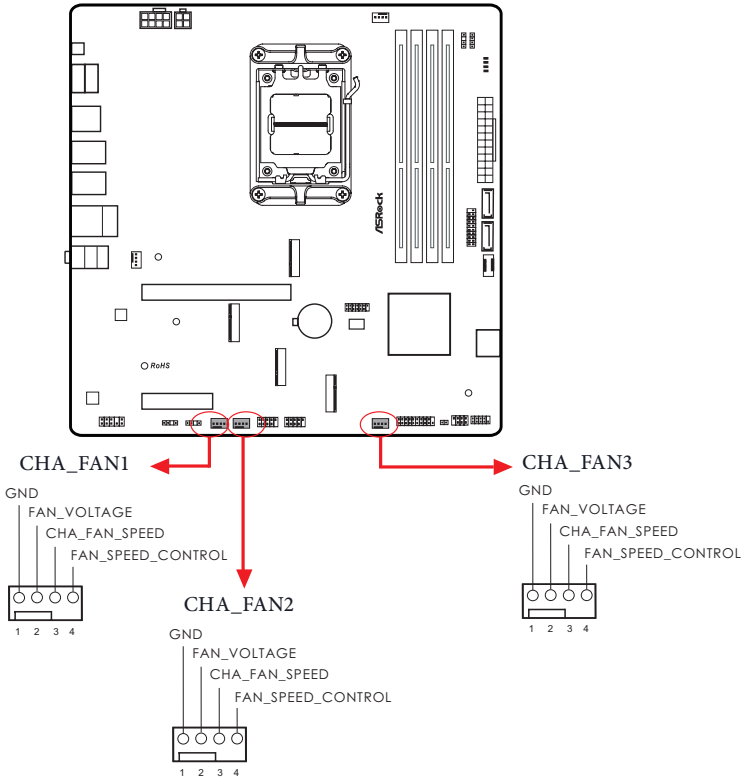 ASRock
RoHS
CHA_FAN1
GND
FAN_VOLTAGE
CHA_FAN_SPEED
FAN_SPEED_CONTROL
1 2 3 4
CHA_FAN2
GND
FAN_VOLTAGE
CHA_FAN_SPEED
FAN_SPEED_CONTROL
1 2 3 4
CHA_FAN3
GND
FAN_VOLTAGE
CHA_FAN_SPEED
FAN_SPEED_CONTROL
1 2 3 4